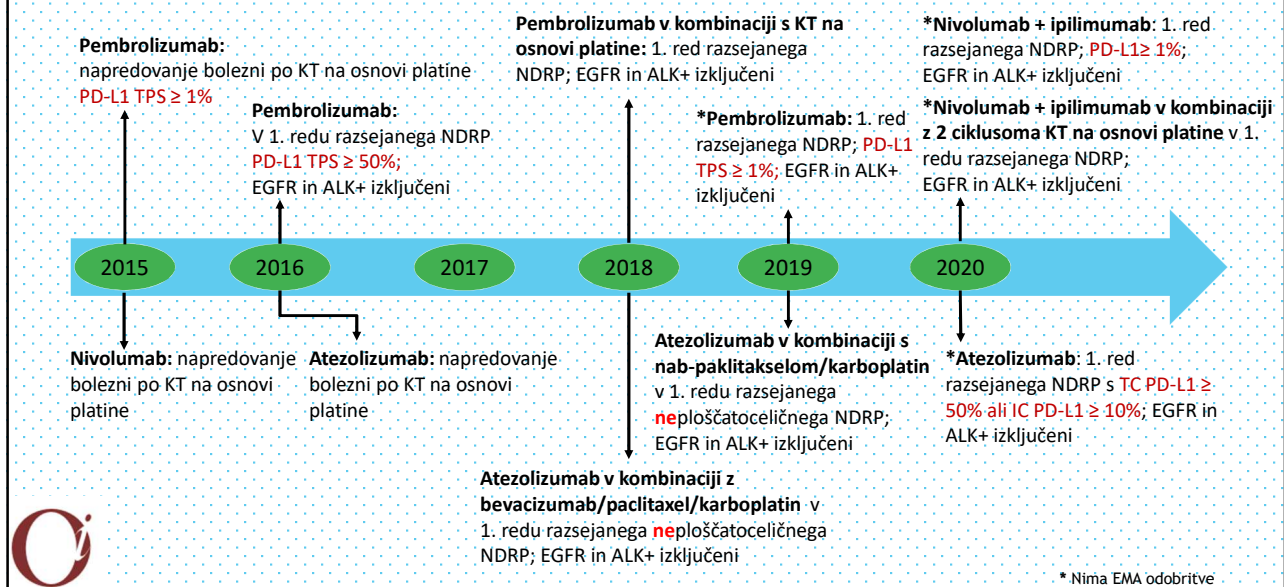 Pembrolizumab:
napredovanje bolezni po KT na osnovi platine
PD-L1 TPS ≥ 1%
Pembrolizumab:
V 1. redu razsejanega NDRP
PD-L1 TPS ≥ 50%;
EGFR in ALK+ izključeni
Pembrolizumab v kombinaciji s KT na
osnovi platine: 1. red razsejanega
NDRP; EGFR in ALK+ izključeni
*Pembrolizumab: 1. red
razsejanega NDRP; PD-L1
TPS ≥ 1%; EGFR in ALK+
izključeni
*Nivolumab + ipilimumab: 1. red
razsejanega NDRP; PD-L1≥ 1%;
EGFR in ALK+ izključeni
*Nivolumab + ipilimumab v kombinaciji
z 2 ciklusoma KT na osnovi platine v 1.
redu razsejanega NDRP;
EGFR in ALK+ izključeni
2015
2016
2017
2018
2019
2020
Nivolumab: napredovanje
bolezni po KT na osnovi
platine
Atezolizumab: napredovanje
bolezni po KT na osnovi
platine
Atezolizumab v kombinaciji z
bevacizumab/paclitaxel/karboplatin v
1. redu razsejanega neploščatoceličnega
NDRP; EGFR in ALK+ izključeni
Atezolizumab v kombinaciji s
nab-paklitakselom/karboplatin
v 1. redu razsejanega
neploščatoceličnega NDRP;
EGFR in ALK+ izključeni
*Atezolizumab: 1. red
razsejanega NDRP s TC PD-L1 ≥
50% ali IC PD-L1 ≥ 10%; EGFR in
ALK+ izključeni
Oi
* Nima EMA odobritve